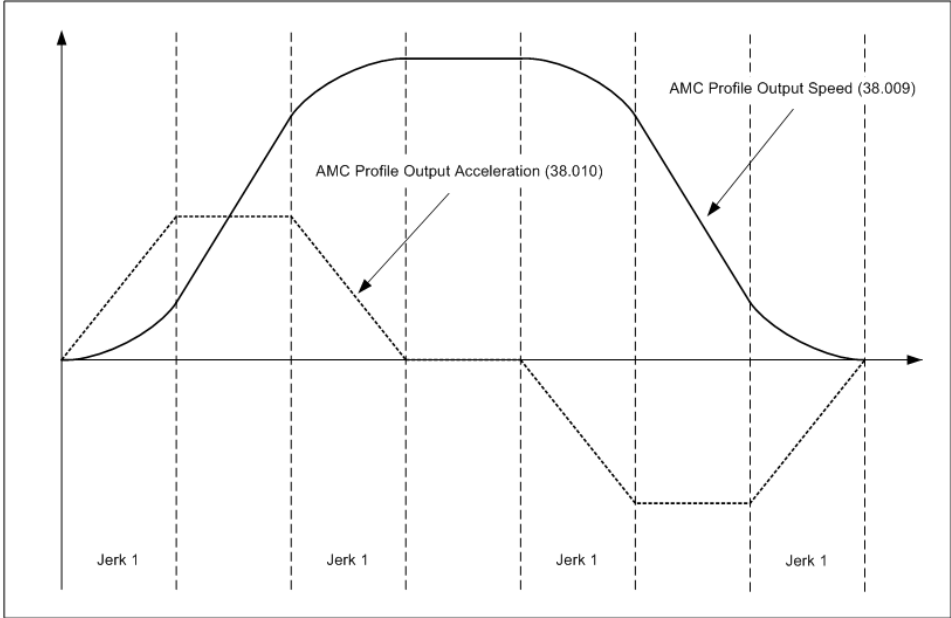 AMC Profile Output Speed (38.009)
AMC Profile Output Acceleration (38.010)
Jerk 1
Jerk 1
Jerk 1
Jerk 1